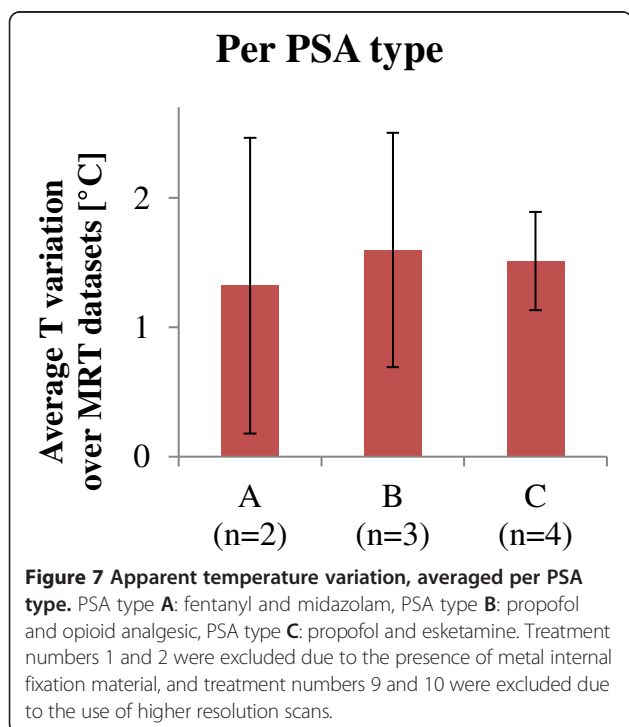 Per PSA type
Average T variation
over MRT datasets [°C]
2
1
0
A
(n=2)
B
(n=3)
C
(n=4)
Figure 7 Apparent temperature variation, averaged per PSA
type. PSA type A: fentanyl and midazolam, PSA type B: propofol
and opioid analgesic, PSA type C: propofol and esketamine. Treatment
numbers 1 and 2 were excluded due to the presence of metal internal
fixation material, and treatment numbers 9 and 10 were excluded due
to the use of higher resolution scans.